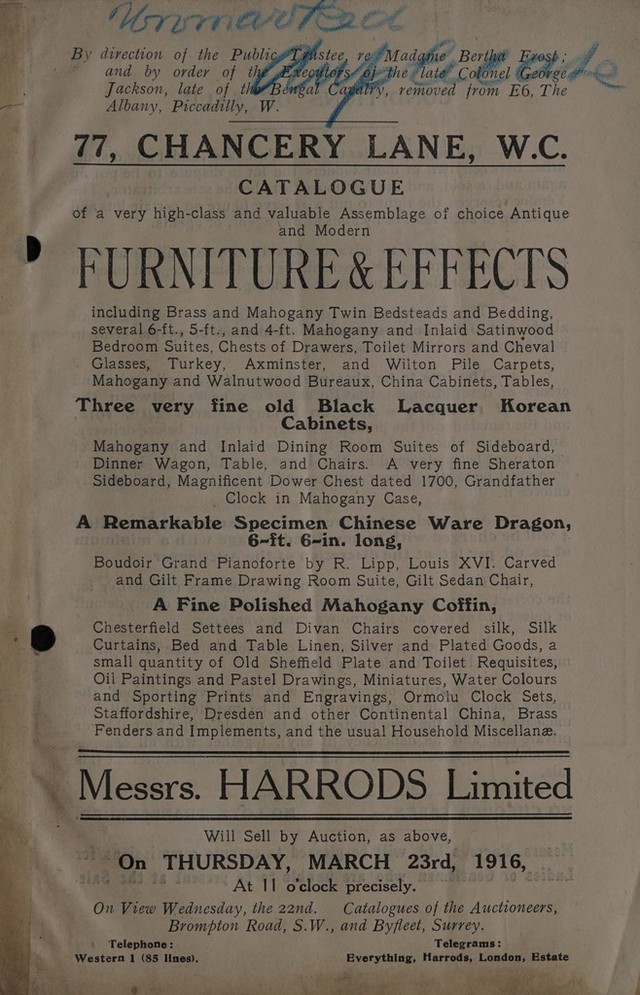 Unmarked
By direction of the Public Trustee, re Madame Bertha Frost;
and by order of the Executors of the late Colonel George
Jackson, late of the Bengal Cavalry, removed from E6, The
Albany, Piccadilly, W.
77, CHANCERY LANE, W.C.
CATALOGUE
of a very high-class and valuable Assemblage of choice Antique
and Modern
FURNITURE & EFFECTS
including Brass and Mahogany Twin Bedsteads and Bedding,
several 6-ft., 5-ft., and 4-ft. Mahogany and Inlaid Satinwood
Bedroom Suites, Chests of Drawers, Toilet Mirrors and Cheval
Glasses, Turkey, Axminster, and Wilton Pile Carpets,
Mahogany and Walnutwood Bureaux, China Cabinets, Tables,
Three very fine old Black Lacquer Korean
Cabinets,
Mahogany and Inlaid Dining Room Suites of Sideboard,
Dinner Wagon, Table, and Chairs. A very fine Sheraton
Sideboard, Magnificent Dower Chest dated 1700, Grandfather
Clock in Mahogany Case,
A Remarkable Specimen Chinese Ware Dragon,
6-ft. 6-in. long,
Boudoir Grand Pianoforte by R. Lipp, Louis XVI. Carved
and Gilt Frame Drawing Room Suite, Gilt Sedan Chair,
A Fine Polished Mahogany Coffin,
Chesterfield Settees and Divan Chairs covered silk, Silk
Curtains, Bed and Table Linen, Silver and Plated Goods, a
small quantity of Old Sheffield Plate and Toilet Requisites,
Oil Paintings and Pastel Drawings, Miniatures, Water Colours
and Sporting Prints and Engravings, Ormolu Clock Sets,
Staffordshire, Dresden and other Continental China, Brass
Fenders and Implements, and the usual Household Miscellanæ.
Messrs. HARRODS Limited
Will Sell by Auction, as above,
On THURSDAY, MARCH 23rd, 1916,
At 11 o'clock precisely.
On View Wednesday, the 22nd. Catalogues of the Auctioneers,
Brompton Road, S.W., and Byfleet, Surrey.
Telephone:
Western 1 (85 lines).
Telegrams:
Everything, Harrods, London, Estate